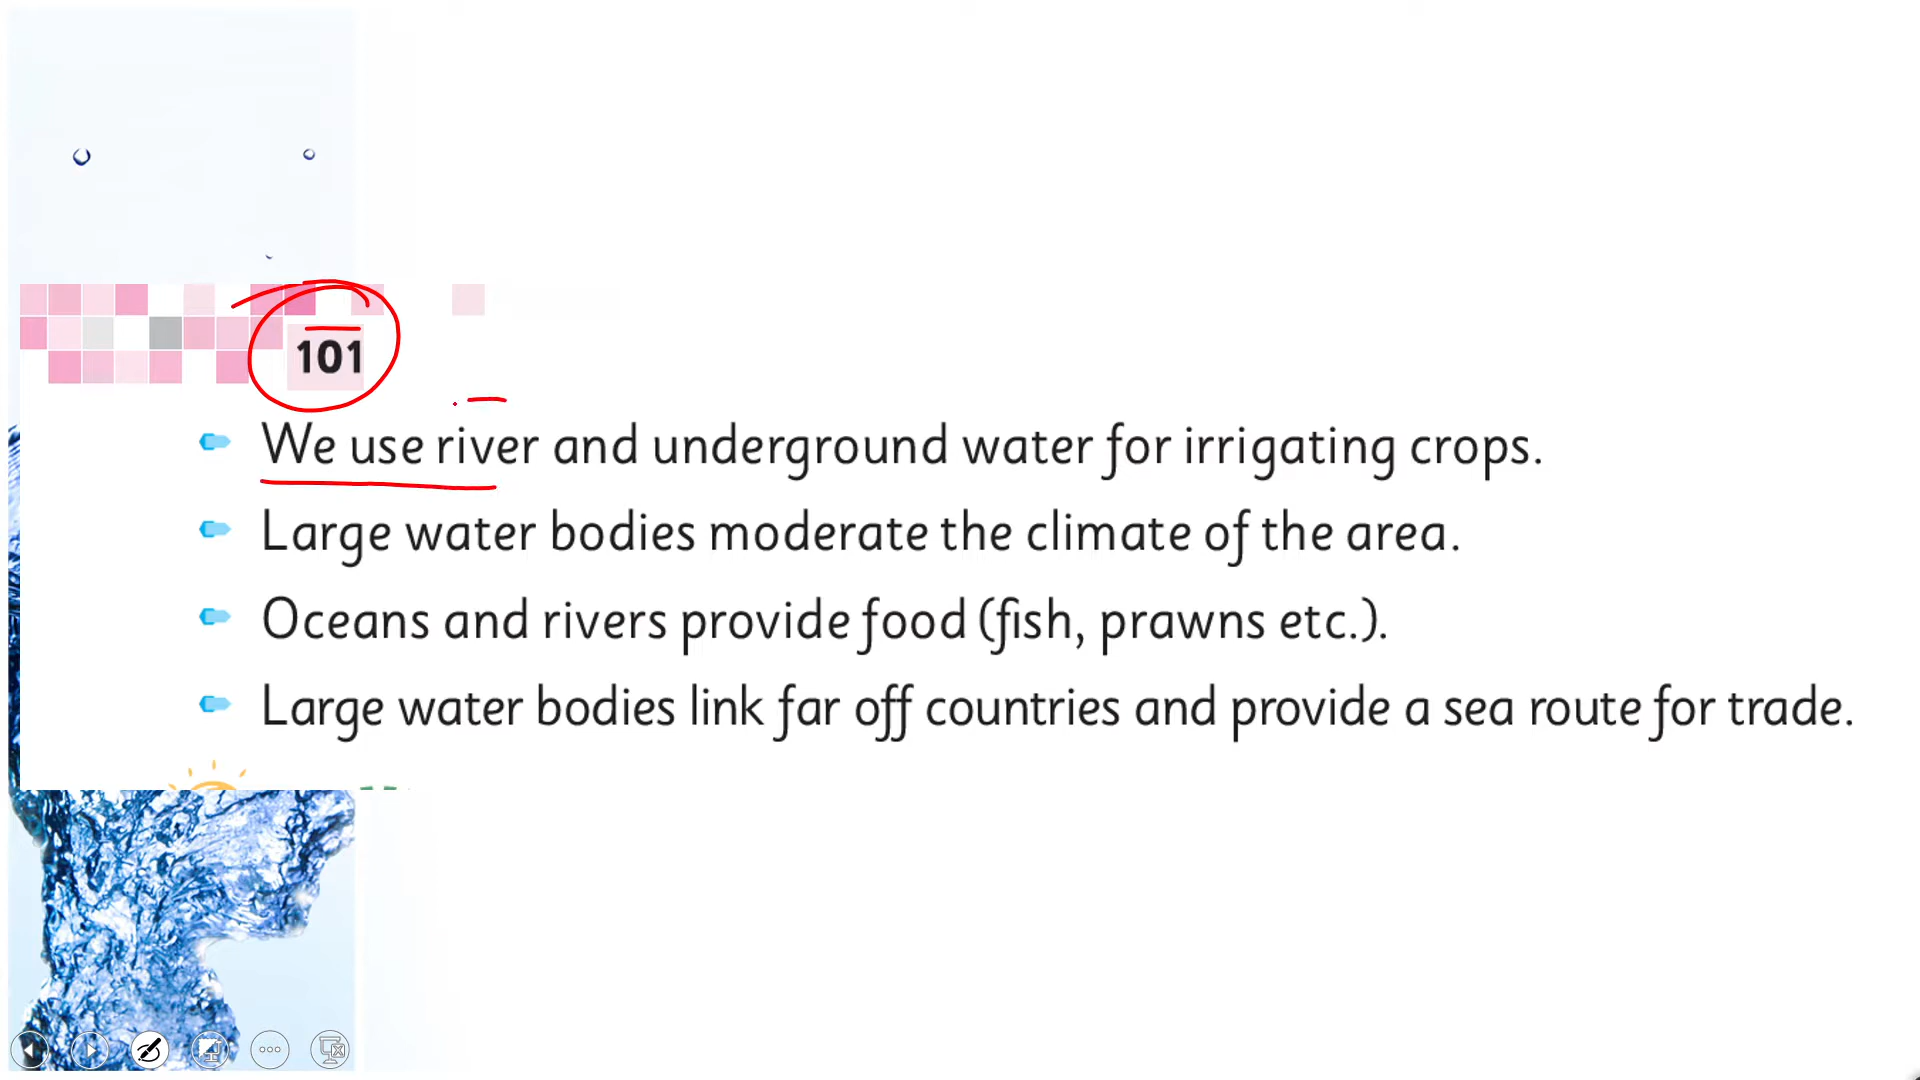 101
We use river and underground water for irrigating crops.
Large water bodies moderate the climate of the area.
Oceans and rivers provide food (fish, prawns etc.).
Large water bodies link far off countries and provide a sea route for trade.